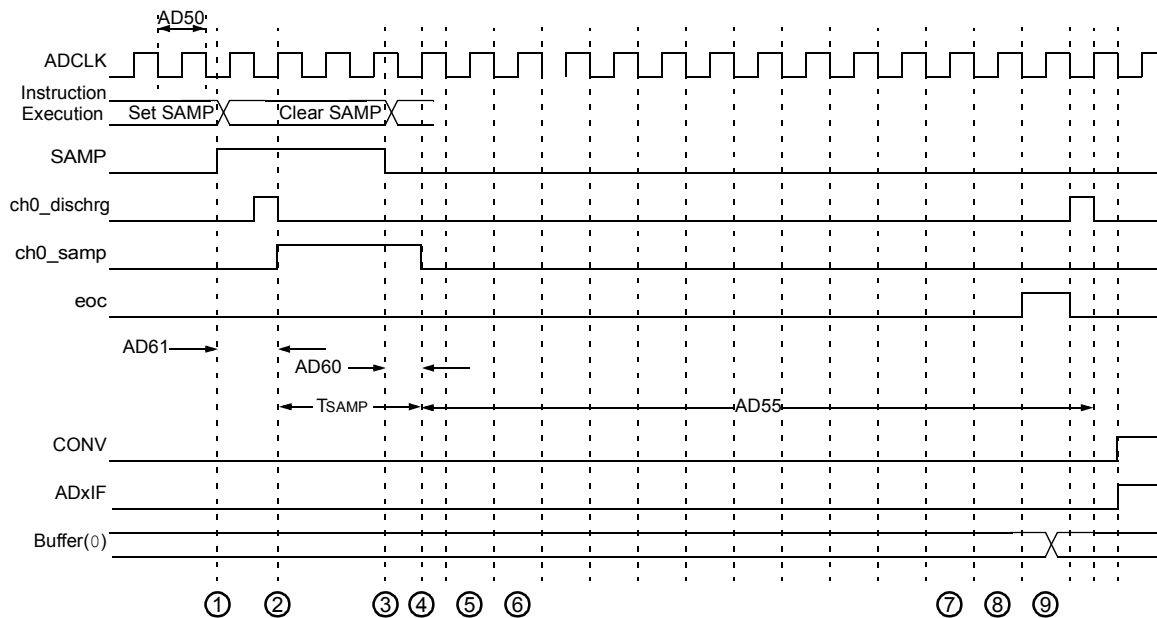 AD50
ADCLK
Instruction
Execution
Set SAMP
Clear SAMP
SAMP
ch0_dischrg
ch0_samp
eoc
AD61
AD60
TSAMP
AD55
CONV
ADxIF
Buffer(0)
1 2 3 4 5 6 7 8 9